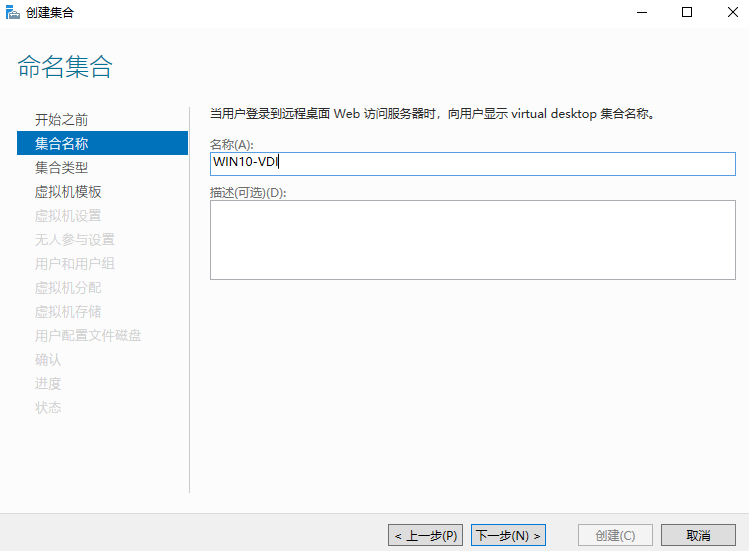 创建集合
命名集合
开始之前
集合名称
集合类型
虚拟机模板
虚拟机设置
无人参与设置
用户和用户组
虚拟机分配
虚拟机存储
用户配置文件磁盘
确认
进度
状态
当用户登录到远程桌面 Web 访问服务器时，向用户显示 virtual desktop 集合名称。
名称(A):
WIN10-VDI
描述(可选)(D):
< 上一步(P)
下一步(N) >
创建(C)
取消